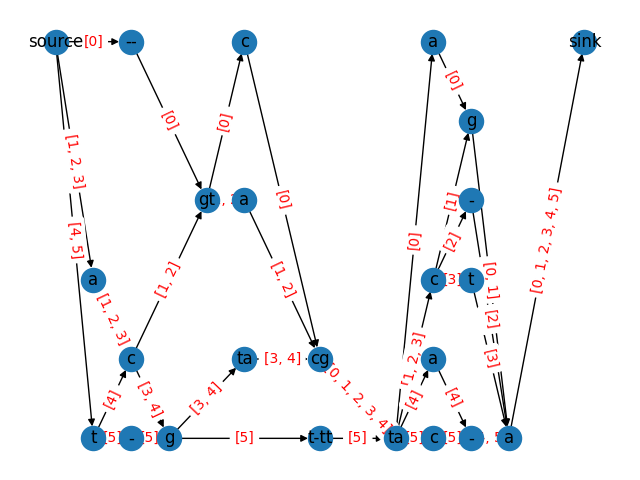 source [0] -- c a sink
[0] [0] [0] g
[1, 2, 3] gt a [0] [1] -
[4, 5] [0] [2] [0, 1, 2, 3, 4, 5]
a [1, 2] [1, 2] c [3] t [0, 1] [2]
[1, 2, 3] c ta [3, 4] cg [1, 2, 3] a [3]
[4] [3, 4] [3, 4] [0, 1, 2, 3, 4] [4] [4]
t [5] - [5] g [5] t-tt [5] ta [5] c [5] - a